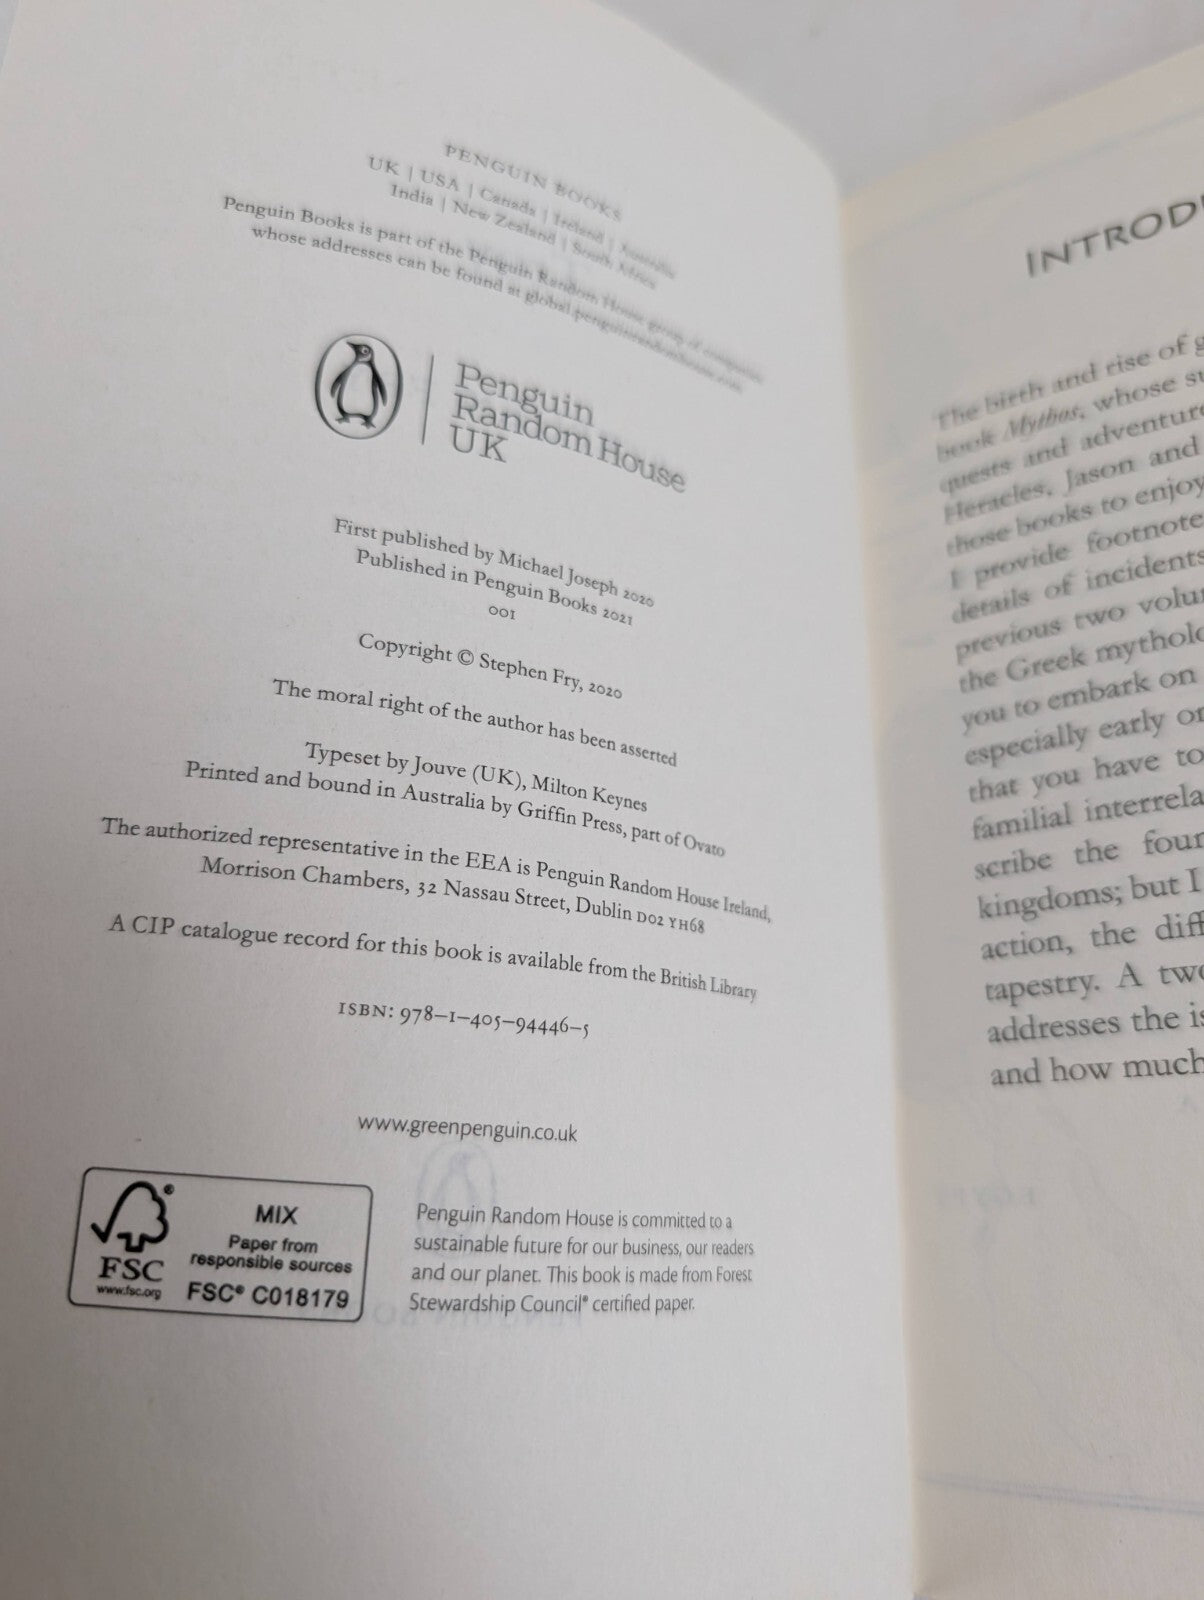 PENGUIN BOOKS
UK | USA | Canada | Ireland | Australia
India | New Zealand | South Africa
Penguin Books is part of the Penguin Random House group of companies
whose addresses can be found at global.penguinrandomhouse.com
Penguin
Random House
UK
First published by Michael Joseph 2020
Published in Penguin Books 2021
001
Copyright © Stephen Fry, 2020
The moral right of the author has been asserted
Typeset by Jouve (UK), Milton Keynes
Printed and bound in Australia by Griffin Press, part of Ovato
The authorized representative in the EEA is Penguin Random House Ireland,
Morrison Chambers, 32 Nassau Street, Dublin D02 YH68
A CIP catalogue record for this book is available from the British Library
ISBN: 978–1–405–94446–5
www.greenpenguin.co.uk
FSC
www.fsc.org
MIX
Paper from
responsible sources
FSC® C018179
Penguin Random House is committed to a
sustainable future for our business, our readers
and our planet. This book is made from Forest
Stewardship Council® certified paper.
INTROD
The birth and rise of g
book Mythos, whose s
quests and adventur
Heracles, Jason and
those books to enjoy
I provide footnote
details of incidents
previous two volu
the Greek mytholo
you to embark on
especially early or
that you have to
familial interrela
scribe the four
kingdoms; but I
action, the diff
tapestry. A two
addresses the is
and how much